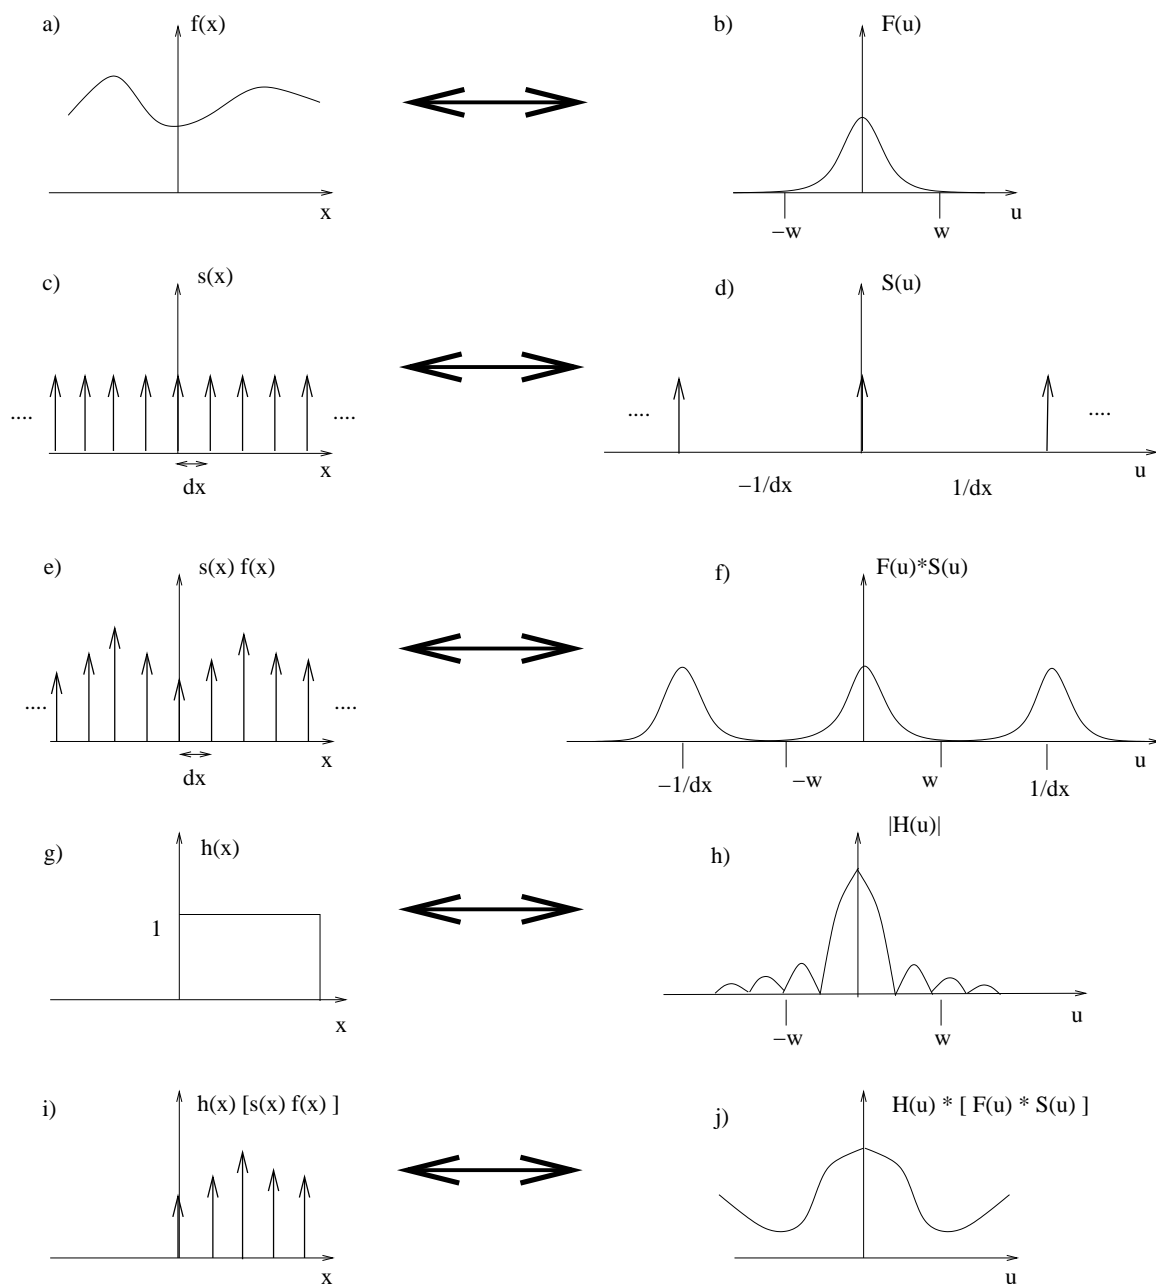 a) f(x)
b) F(u)
x
u
−w
w
c) s(x)
d) S(u)
.... ....
.... ....
x
dx
−1/dx
1/dx
u
e) s(x) f(x)
f) F(u)*S(u)
.... ....
x
dx
−1/dx
−w
w
1/dx
u
g) h(x)
h) |H(u)|
1
x
−w
w
u
i) h(x) [s(x) f(x) ]
j) H(u) * [ F(u) * S(u) ]
x
u